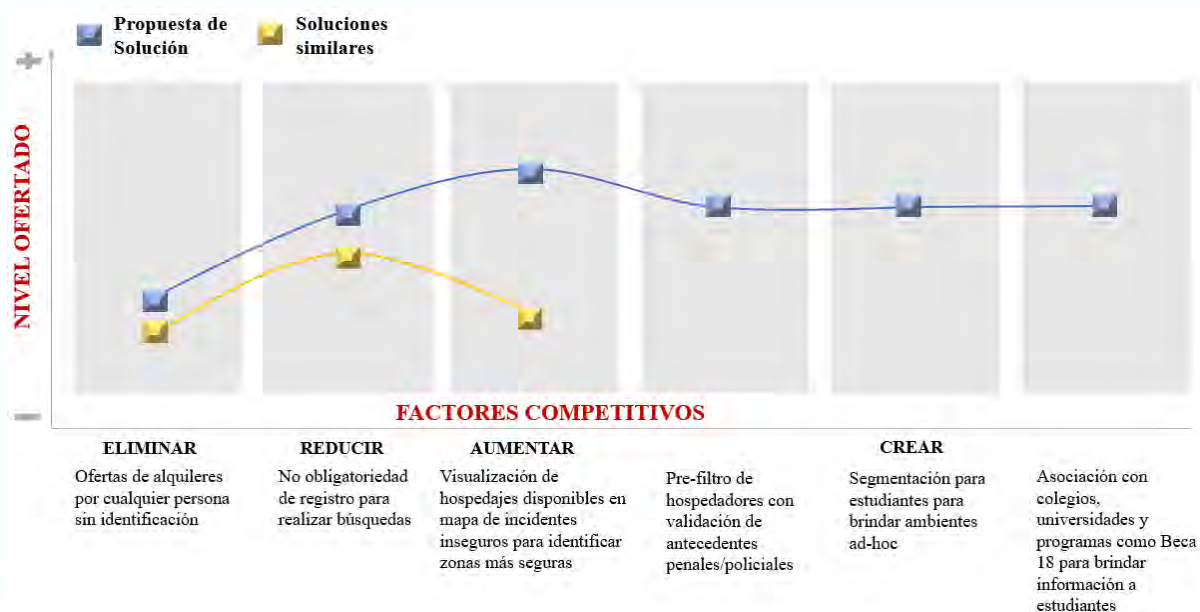 Propuesta de
Solución
Soluciones
similares
NIVEL OFERTADO
FACTORES COMPETITIVOS
ELIMINAR
Ofertas de alquileres
por cualquier persona
sin identificación
REDUCIR
No obligatoriedad
de registro para
realizar búsquedas
AUMENTAR
Visualización de
hospedajes disponibles en
mapa de incidentes
inseguros para identificar
zonas más seguras
CREAR
Pre-filtro de
hospedadores con
validación de
antecedentes
penales/policiales
Segmentación para
estudiantes para
brindar ambientes
ad-hoc
Asociación con
colegios,
universidades y
programas como Beca
18 para brindar
información a
estudiantes